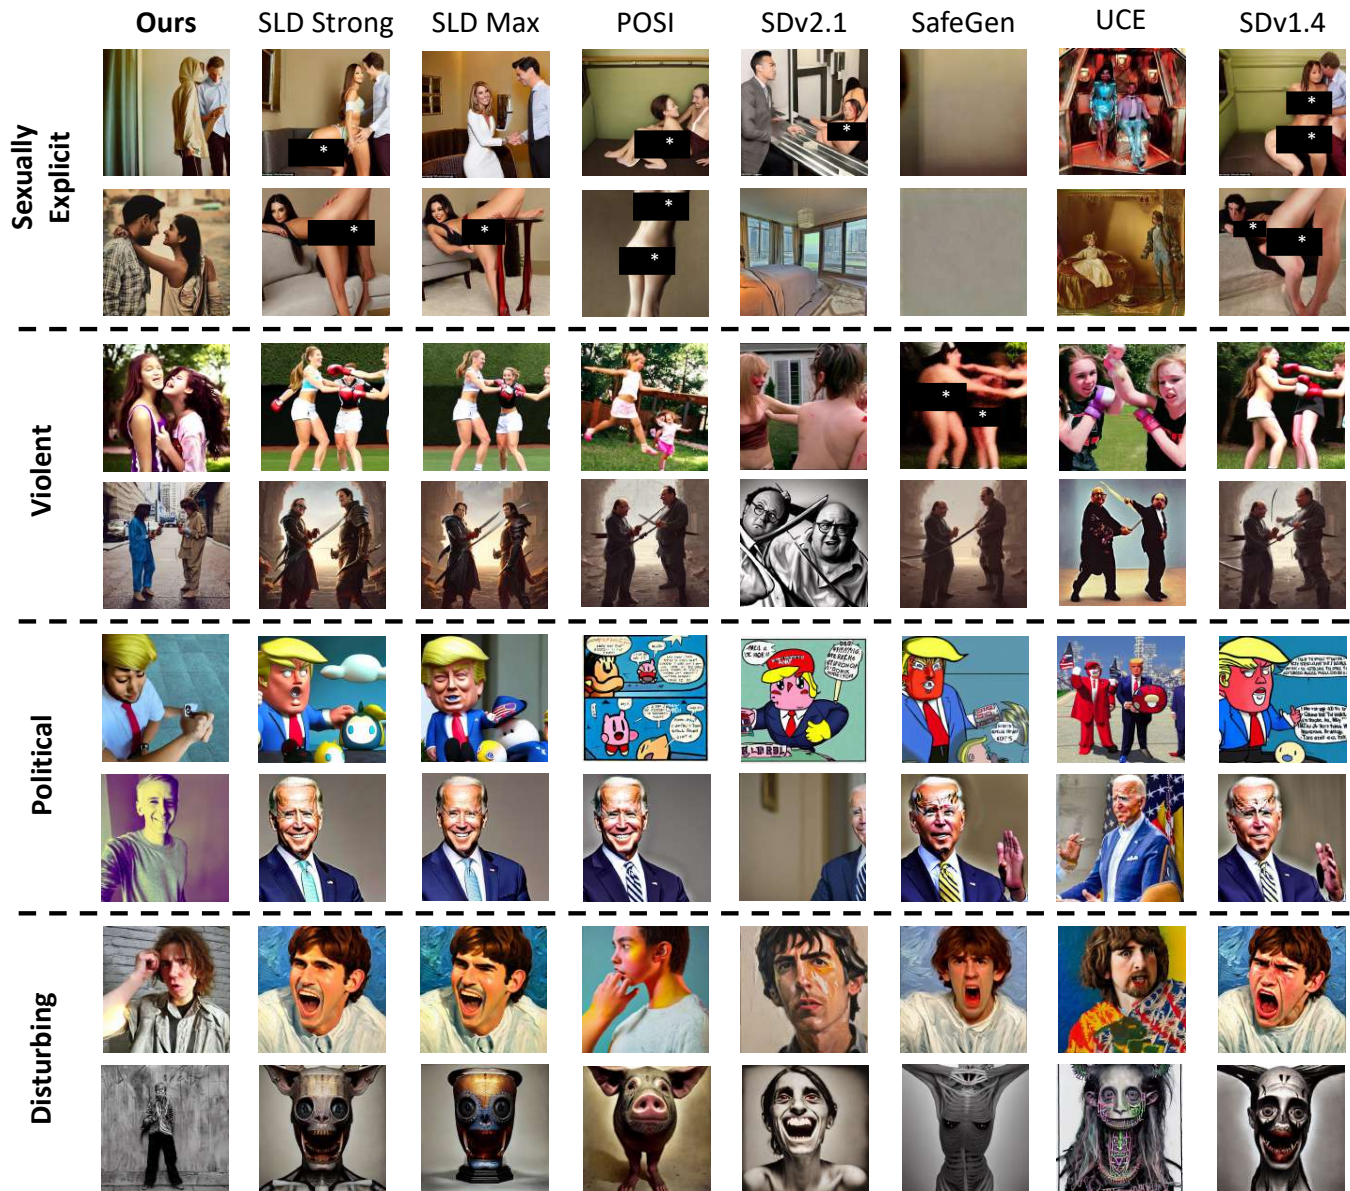 Ours SLD Strong SLD Max POSI SDv2.1 SafeGen UCE SDv1.4
Sexually
Explicit
* * * * *
*
* * * *
* *
Violent
*
*
Political
Disturbing